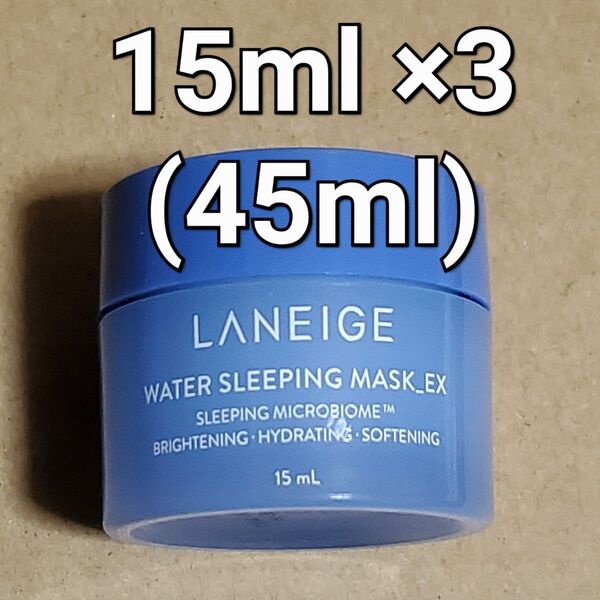 15ml ×3
(45ml)
LANEIGE
WATER SLEEPING MASK_EX
SLEEPING MICROBIOME™
BRIGHTENING · HYDRATING · SOFTENING
15 mL